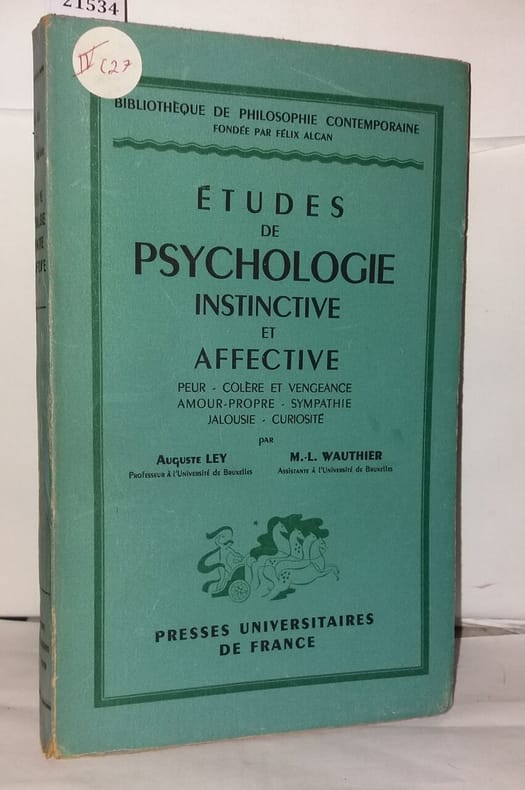 21534
IV C27
BIBLIOTHÈQUE DE PHILOSOPHIE CONTEMPORAINE
FONDÉE PAR FÉLIX ALCAN
ÉTUDES
DE
PSYCHOLOGIE
INSTINCTIVE
ET
AFFECTIVE
PEUR - COLÈRE ET VENGEANCE
AMOUR-PROPRE - SYMPATHIE
JALOUSIE - CURIOSITÉ
PAR
Auguste LEY
Professeur à l'Université de Bruxelles
M.-L. WAUTHIER
Assistante à l'Université de Bruxelles
PRESSES UNIVERSITAIRES
DE FRANCE